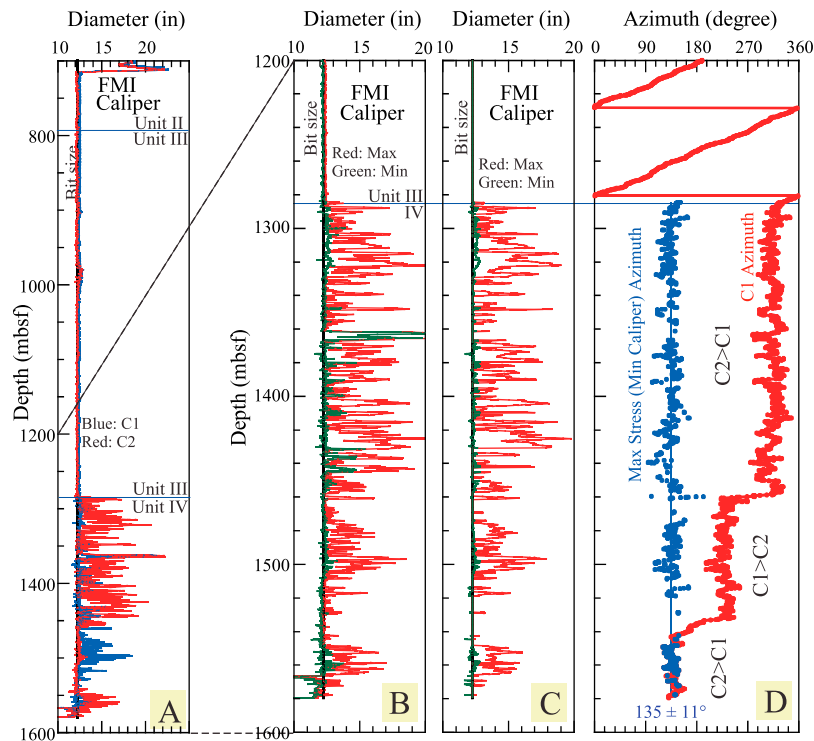 Diameter (in)
10 15 20 25
FMI
Caliper
Unit II
Unit III
Bit size
Blue: C1
Red: C2
Unit III
Unit IV
800
1000
1200
1400
1600
Depth (mbsf)
A
Diameter (in)
10 15 20
FMI
Caliper
Bit size
Red: Max
Green: Min
Unit III
IV
1200
1300
1400
1500
1600
Depth (mbsf)
B
Diameter (in)
10 15 20 25
FMI
Caliper
Bit size
Red: Max
Green: Min
C
Azimuth (degree)
0 90 180 270 360
Max Stress (Min Caliper) Azimuth
C1 Azimuth
C2>C1
C1>C2
C2>C1
135 ± 11°
D